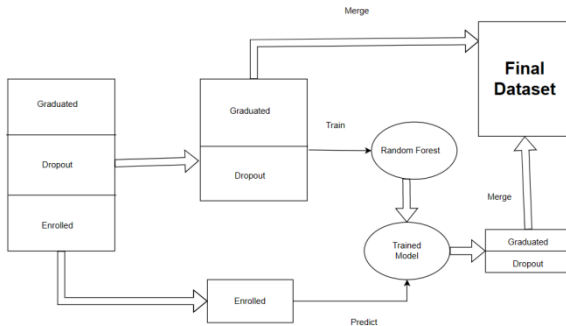 Merge
Final
Dataset
Graduated
Dropout
Enrolled
Graduated
Dropout
Train
Random Forest
Merge
Trained
Model
Graduated
Dropout
Enrolled
Predict